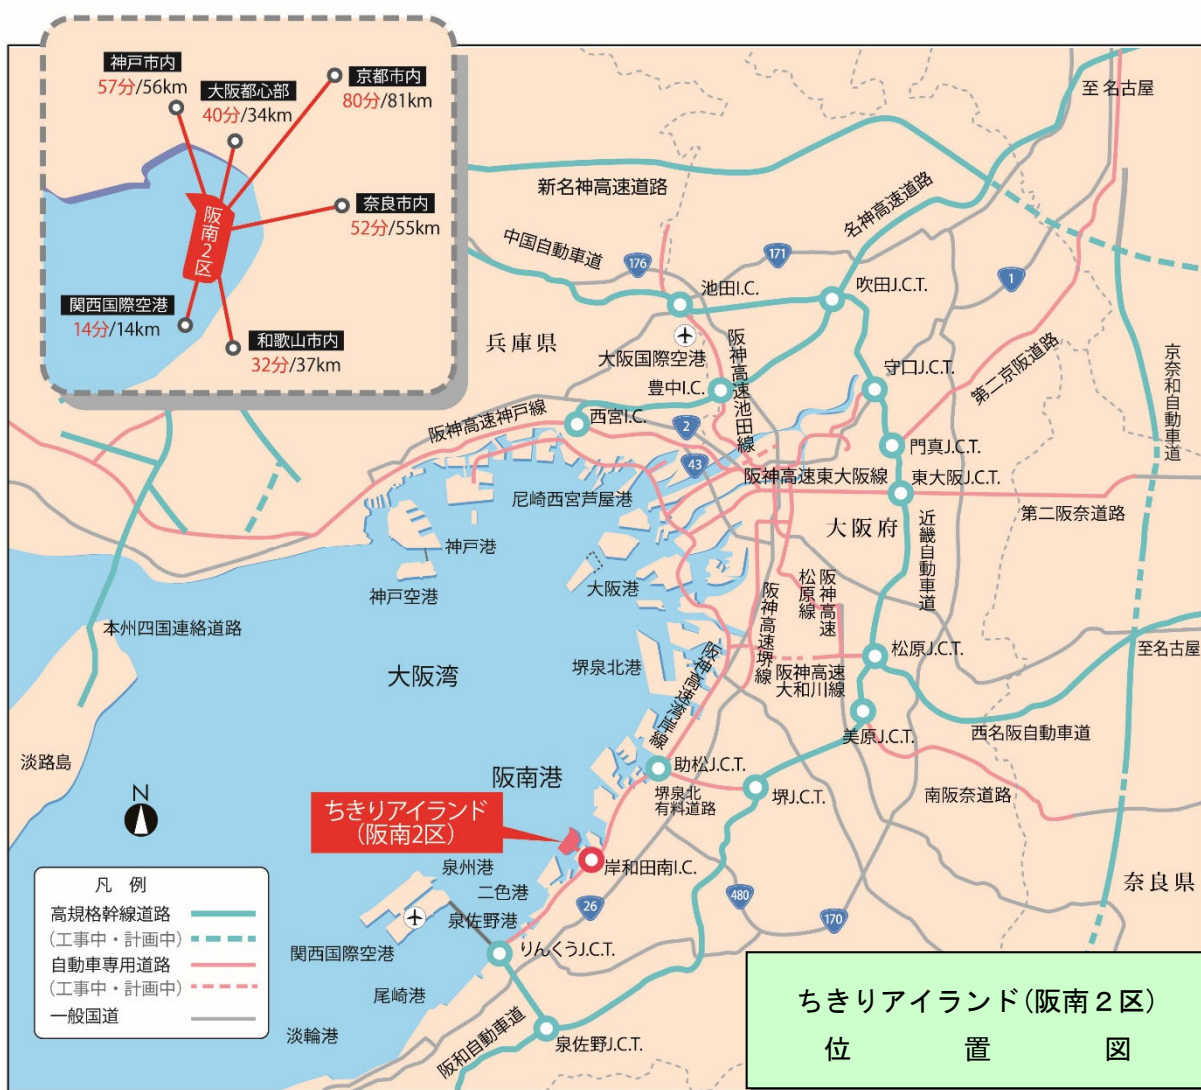 神戸市内
57分/56km
大阪都心部
40分/34km
京都市内
80分/81km
奈良市内
52分/55km
阪南2区
関西国際空港
14分/14km
和歌山市内
32分/37km
至 名古屋
新名神高速道路
名神高速道路
中国自動車道
176
171
1
池田I.C.
吹田J.C.T.
兵庫県
大阪国際空港
阪神高速池田線
守口J.C.T.
第二京阪道路
京奈和自動車道
豊中I.C.
阪神高速神戸線
西宮I.C.
2
43
門真J.C.T.
阪神高速東大阪線
東大阪J.C.T.
尼崎西宮芦屋港
第二阪奈道路
大阪府
近畿自動車道
神戸港
神戸空港
大阪港
阪神高速
松原線
阪神高速堺線
本州四国連絡道路
松原J.C.T.
至名古屋
大阪湾
堺泉北港
阪神高速湾岸線
阪神高速
大和川線
美原J.C.T.
西名阪自動車道
淡路島
阪南港
助松J.C.T.
堺泉北
有料道路
堺J.C.T.
南阪奈道路
N
ちきりアイランド
(阪南2区)
岸和田南I.C.
泉州港
二色港
奈良県
26
480
170
泉佐野港
関西国際空港
りんくうJ.C.T.
尾崎港
淡輪港
阪和自動車道
泉佐野J.C.T.
凡 例
高規格幹線道路
(工事中・計画中)
自動車専用道路
(工事中・計画中)
一般国道
ちきりアイランド(阪南２区)
位 置 図